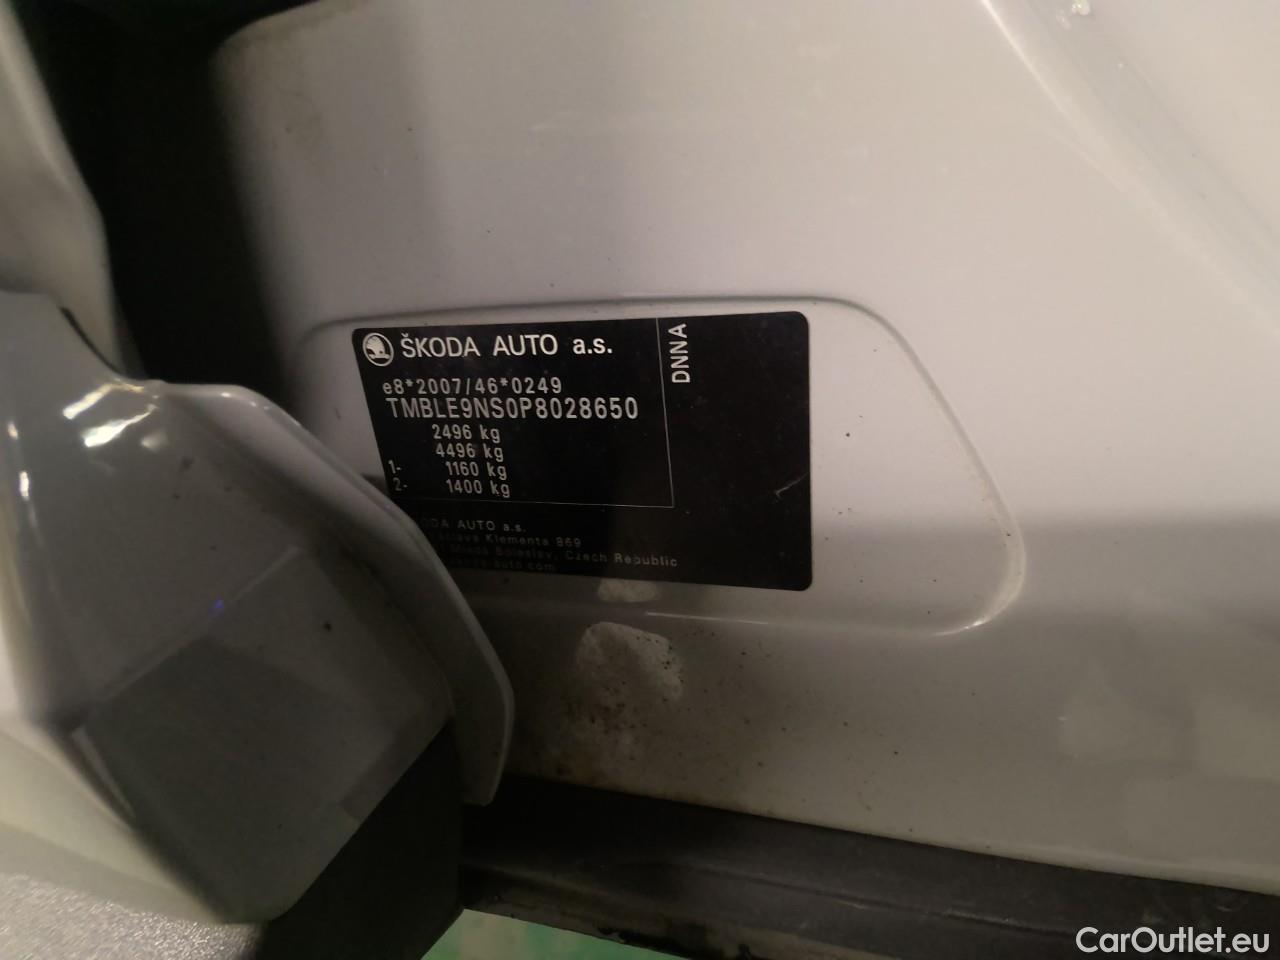 ŠKODA AUTO a.s.
DNNA
e8*2007/46*0249
TMBLE9NS0P8028650
2496 kg
4496 kg
1- 1160 kg
2- 1400 kg
AUTO a.s.
Klementa 869
Boleslav, Czech Republic
CarOutlet.eu